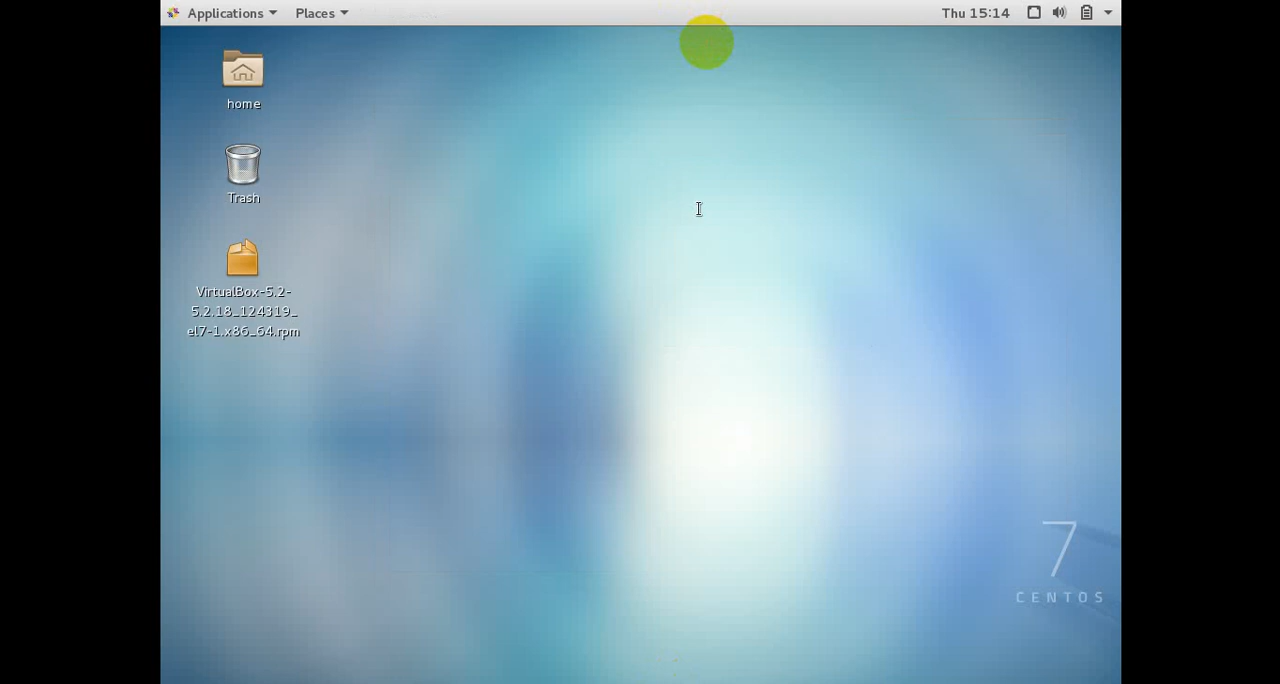 Applications Places Thu 15:14
home
Trash
VirtualBox-5.2-
5.2.18_124319_
el7-1.x86_64.rpm
7
CENTOS